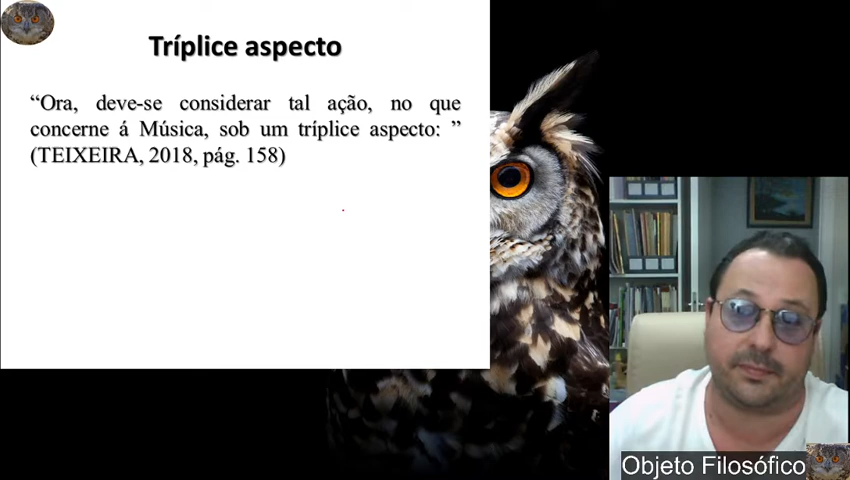 Tríplice aspecto
“Ora, deve-se considerar tal ação, no que
concerne á Música, sob um tríplice aspecto: ”
(TEIXEIRA, 2018, pág. 158)
Objeto Filosófico